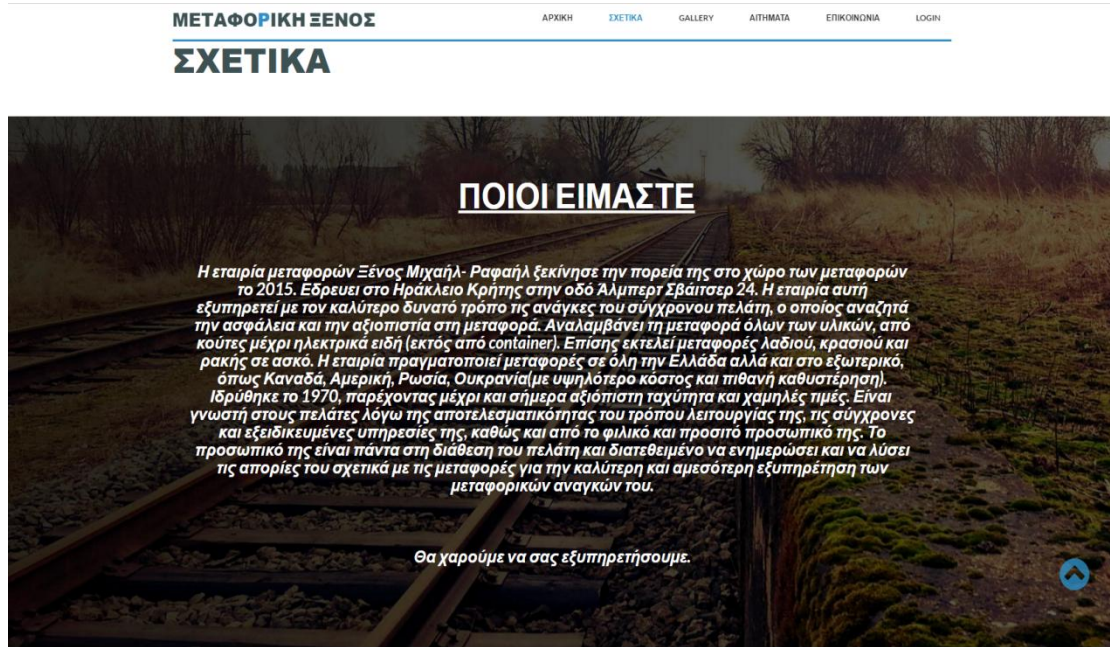 ΜΕΤΑΦΟΡΙΚΗ ΞΕΝΟΣ
ΑΡΧΙΚΗ ΣΧΕΤΙΚΑ GALLERY ΑΙΤΗΜΑΤΑ ΕΠΙΚΟΙΝΩΝΙΑ LOGIN
ΣΧΕΤΙΚΑ
ΠΟΙΟΙ ΕΙΜΑΣΤΕ
Η εταιρία μεταφορών Ξένος Μιχαήλ- Ραφαήλ ξεκίνησε την πορεία της στο χώρο των μεταφορών
το 2015. Εδρευει στο Ηράκλειο Κρήτης στην οδό Άλμπερτ Σβάιτσερ 24. Η εταιρία αυτή
εξυπηρετεί με τον καλύτερο δυνατό τρόπο τις ανάγκες του σύγχρονου πελάτη, ο οποίος αναζητά
την ασφάλεια και την αξιοπιστία στη μεταφορά. Αναλαμβάνει τη μεταφορά όλων των υλικών, από
κούτες μέχρι ηλεκτρικά ειδή (εκτός από container). Επίσης εκτελεί μεταφορές λαδιού, κρασιού και
ρακής σε ασκό. Η εταιρία πραγματοποιεί μεταφορές σε όλη την Ελλάδα αλλά και στο εξωτερικό,
όπως Καναδά, Αμερική, Ρωσία, Ουκρανία(με υψηλότερο κόστος και πιθανή καθυστέρηση).
Ιδρύθηκε το 1970, παρέχοντας μέχρι και σήμερα αξιόπιστη ταχύτητα και χαμηλές τιμές. Είναι
γνωστή στους πελάτες λόγω της αποτελεσματικότητας του τρόπου λειτουργίας της, τις σύγχρονες
και εξειδικευμένες υπηρεσίες της, καθώς και από το φιλικό και προσιτό προσωπικό της. Το
προσωπικό της είναι πάντα στη διάθεση του πελάτη και διατεθειμένο να ενημερώσει και να λύσει
τις απορίες του σχετικά με τις μεταφορές για την καλύτερη και αμεσότερη εξυπηρέτηση των
μεταφορικών αναγκών του.
Θα χαρούμε να σας εξυπηρετήσουμε.